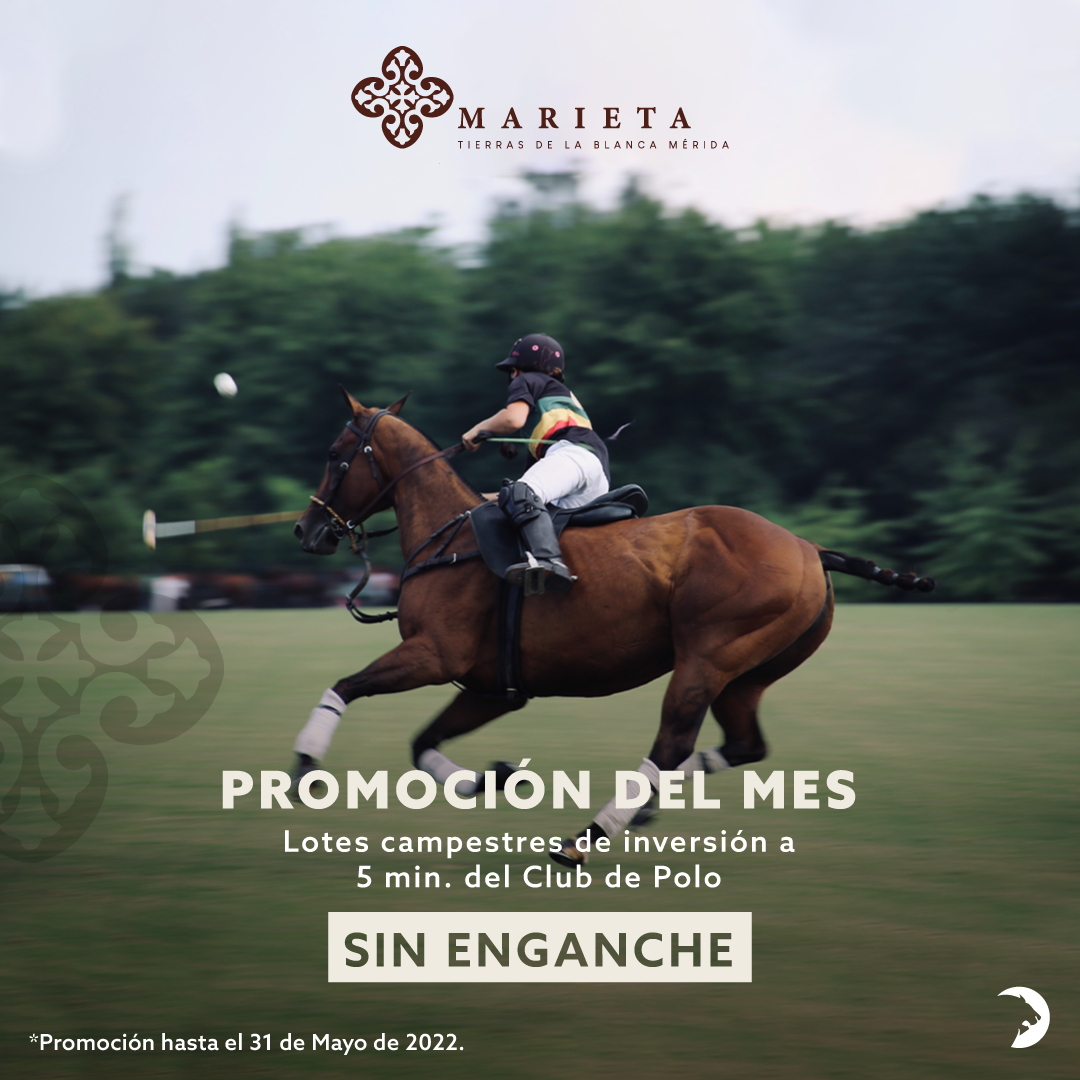 MARIETA
TIERRAS DE LA BLANCA MÉRIDA
PROMOCIÓN DEL MES
Lotes campestres de inversión a
5 min. del Club de Polo
SIN ENGANCHE
*Promoción hasta el 31 de Mayo de 2022.